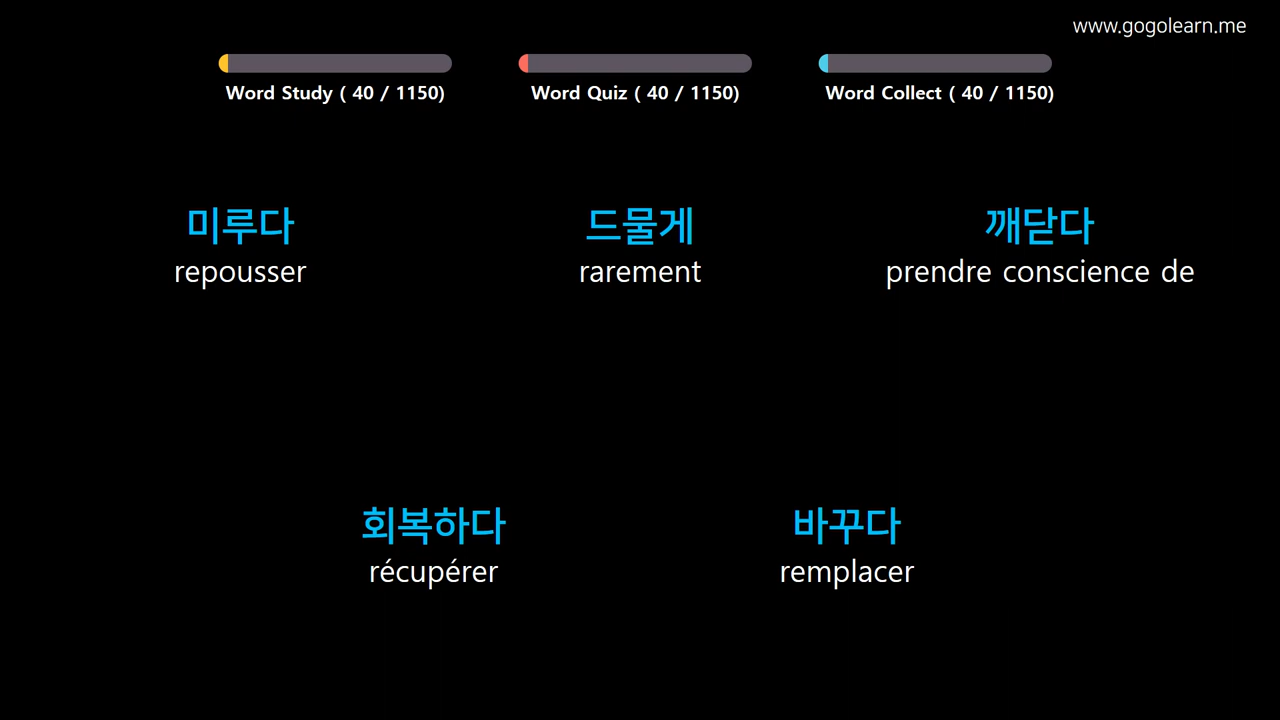 www.gogolearn.me
Word Study ( 40 / 1150)
Word Quiz ( 40 / 1150)
Word Collect ( 40 / 1150)
미루다
repousser
드물게
rarement
깨닫다
prendre conscience de
회복하다
récupérer
바꾸다
remplacer